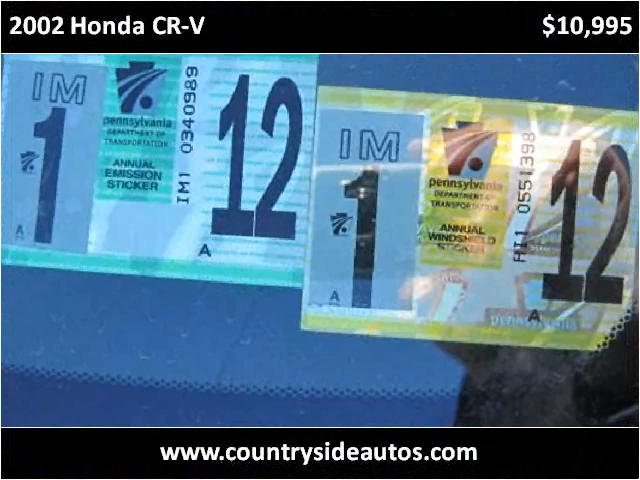 2002 Honda CR-V $10,995
IM
1
A
pennsylvania
DEPARTMENT OF
TRANSPORTATION
ANNUAL
EMISSION
STICKER
IM1 0340989
12
A
IM
1
A
pennsylvania
DEPARTMENT OF
TRANSPORTATION
ANNUAL
WINDSHIELD
STICKER
AI1 0551398
12
A
pennsylvania
www.countrysideautos.com